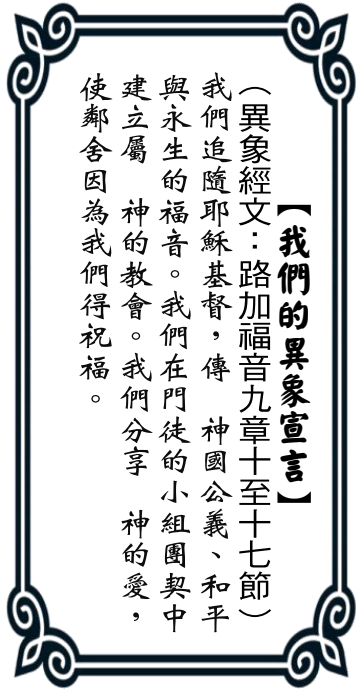 【我們的異象宣言】
（異象經文：路加福音九章十至十七節）
我們追隨耶穌基督，傳　神國公義、和平
與永生的福音。我們在門徒的小組團契中
建立屬　神的教會。我們分享　神的愛，
使鄰舍因為我們得祝福。